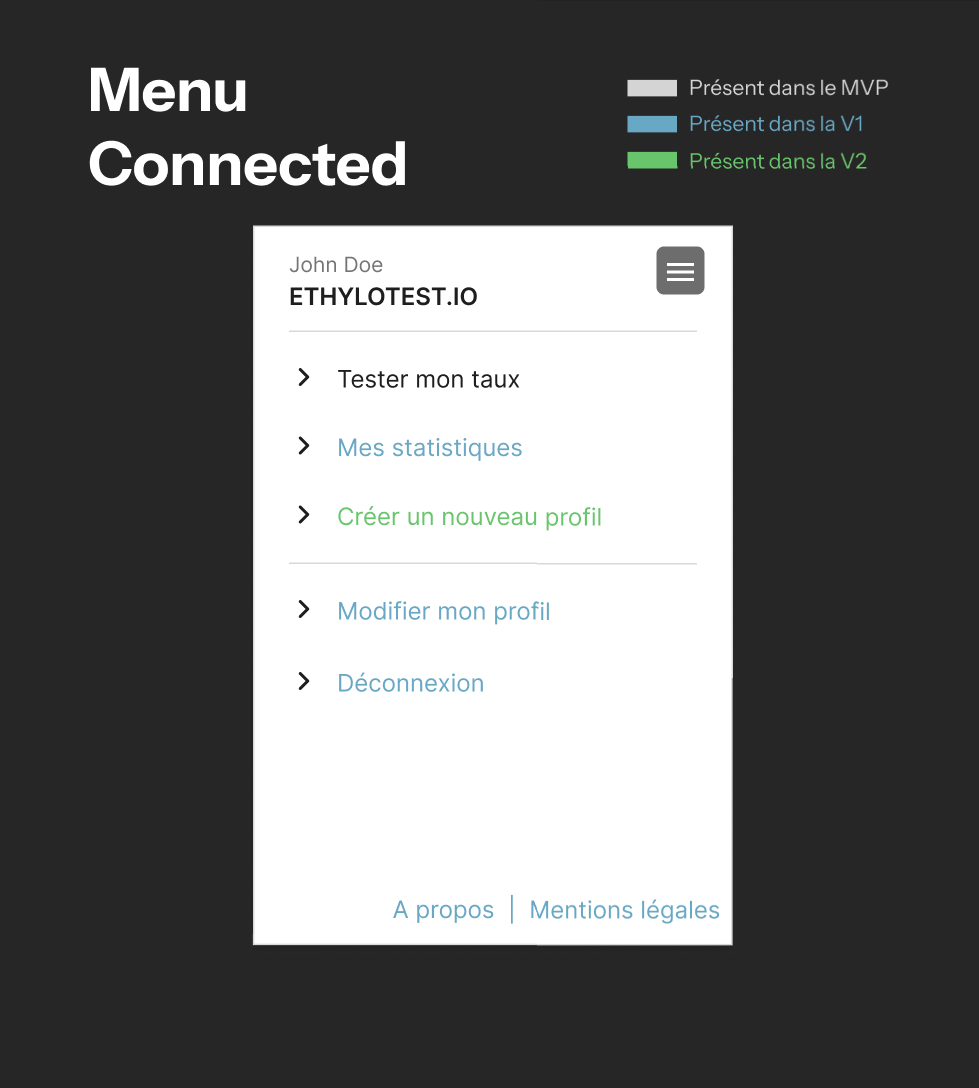 Menu
Connected
Présent dans le MVP
Présent dans la V1
Présent dans la V2
John Doe
ETHYLOTEST.IO
Tester mon taux
Mes statistiques
Créer un nouveau profil
Modifier mon profil
Déconnexion
A propos | Mentions légales